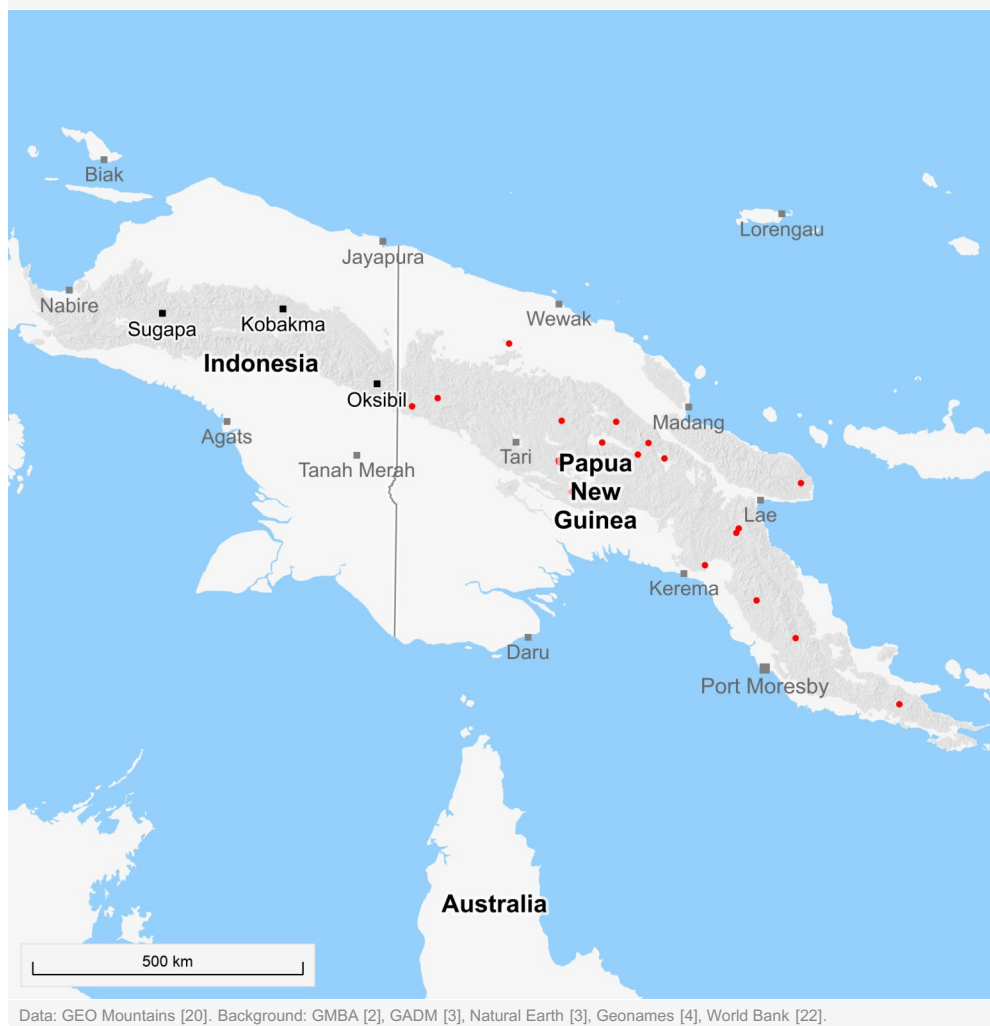 Biak
Lorengau
Jayapura
Nabire
Wewak
Sugapa
Kobakma
Indonesia
Oksibil
Madang
Agats
Tari
Tanah Merah
Papua
New
Guinea
Lae
Kerema
Daru
Port Moresby
Australia
500 km
Data: GEO Mountains [20]. Background: GMBA [2], GADM [3], Natural Earth [3], Geonames [4], World Bank [22].